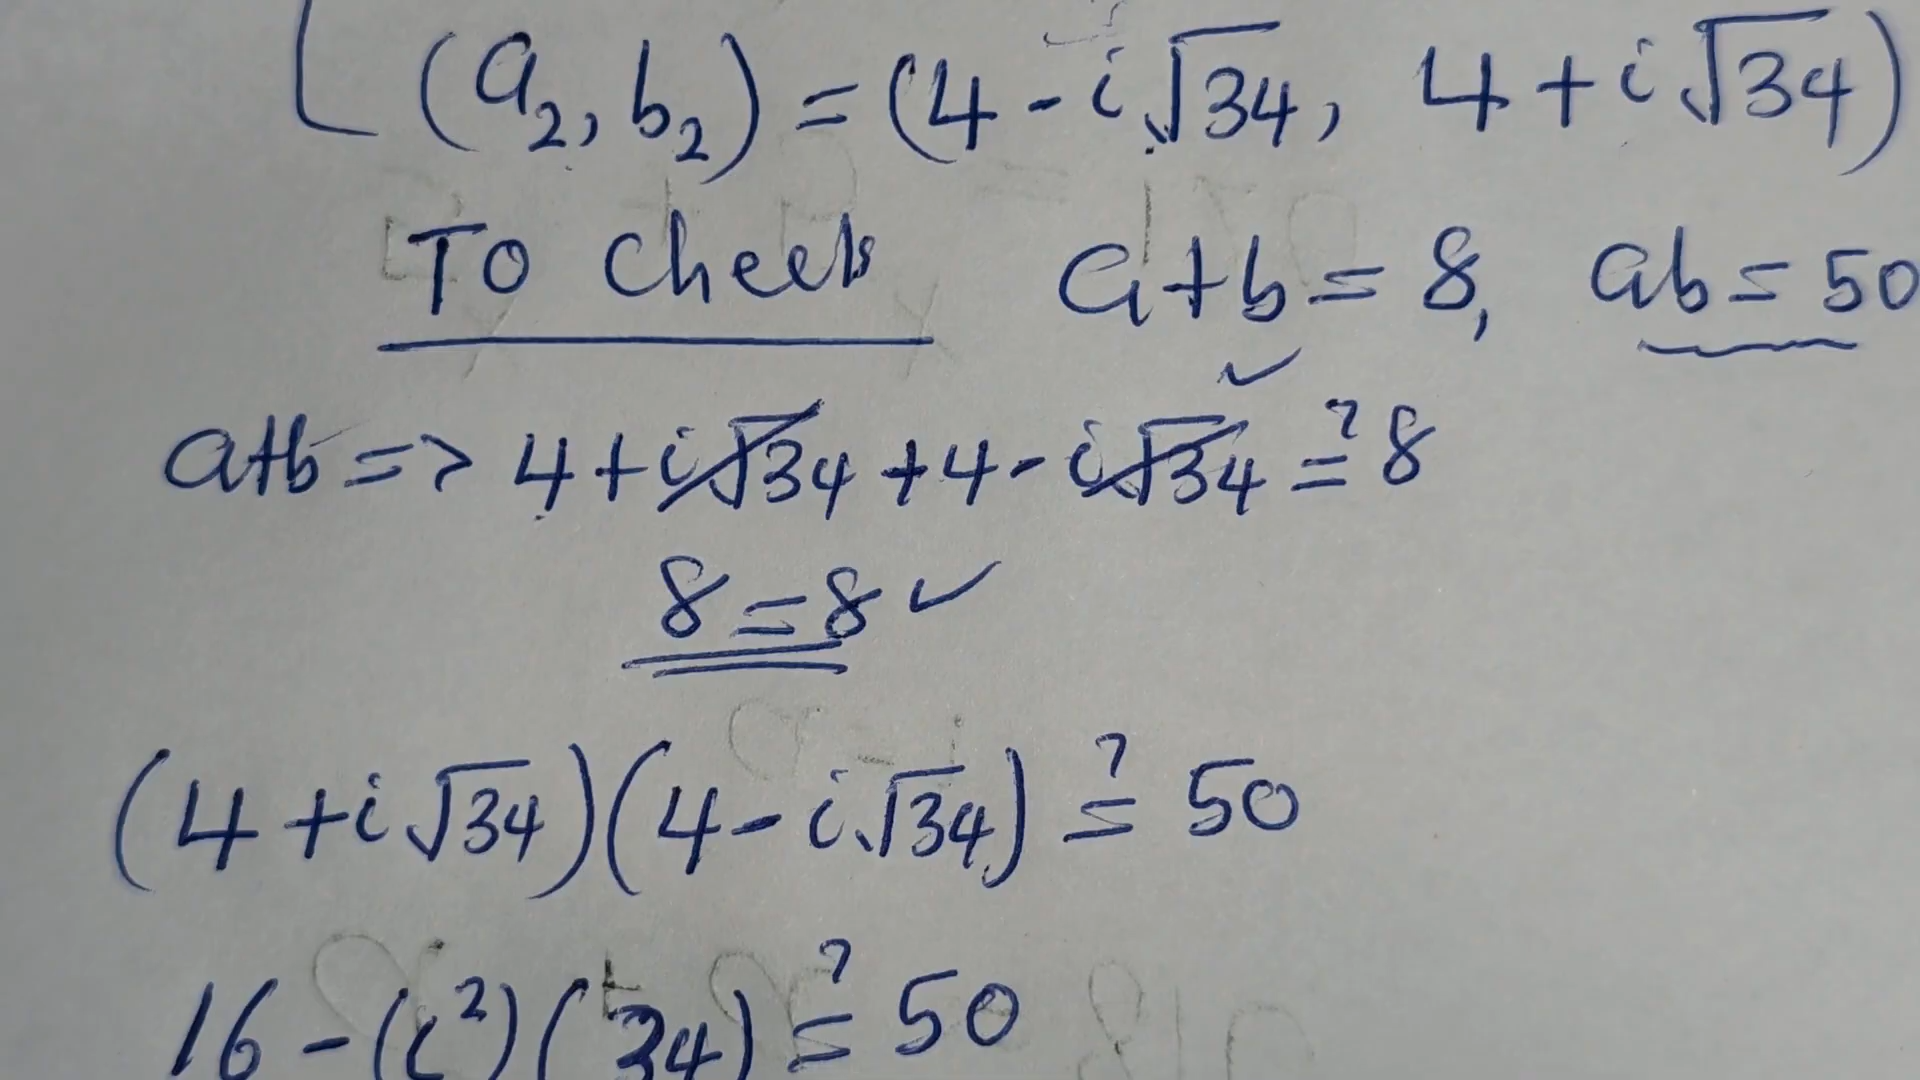 (a₂, b₂) = (4 - i√34, 4 + i√34)
To Check a+b = 8, ab = 50
a+b => 4 + i√34 + 4 - i√34 ?= 8
8 = 8 ✓
(4 + i√34)(4 - i√34) ?= 50
16 - (i²)(34) ?= 50